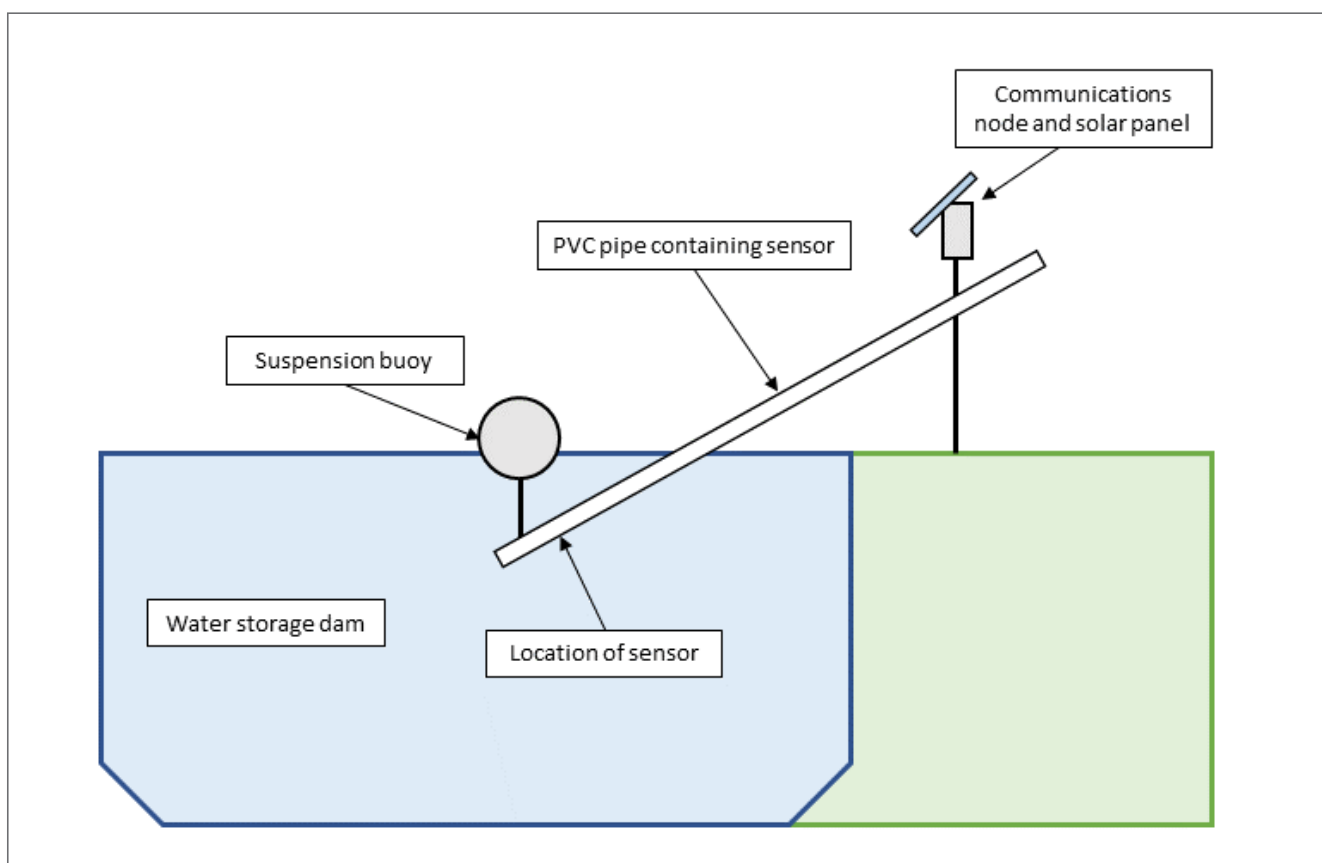 Communications
node and solar panel
PVC pipe containing sensor
Suspension buoy
Water storage dam
Location of sensor